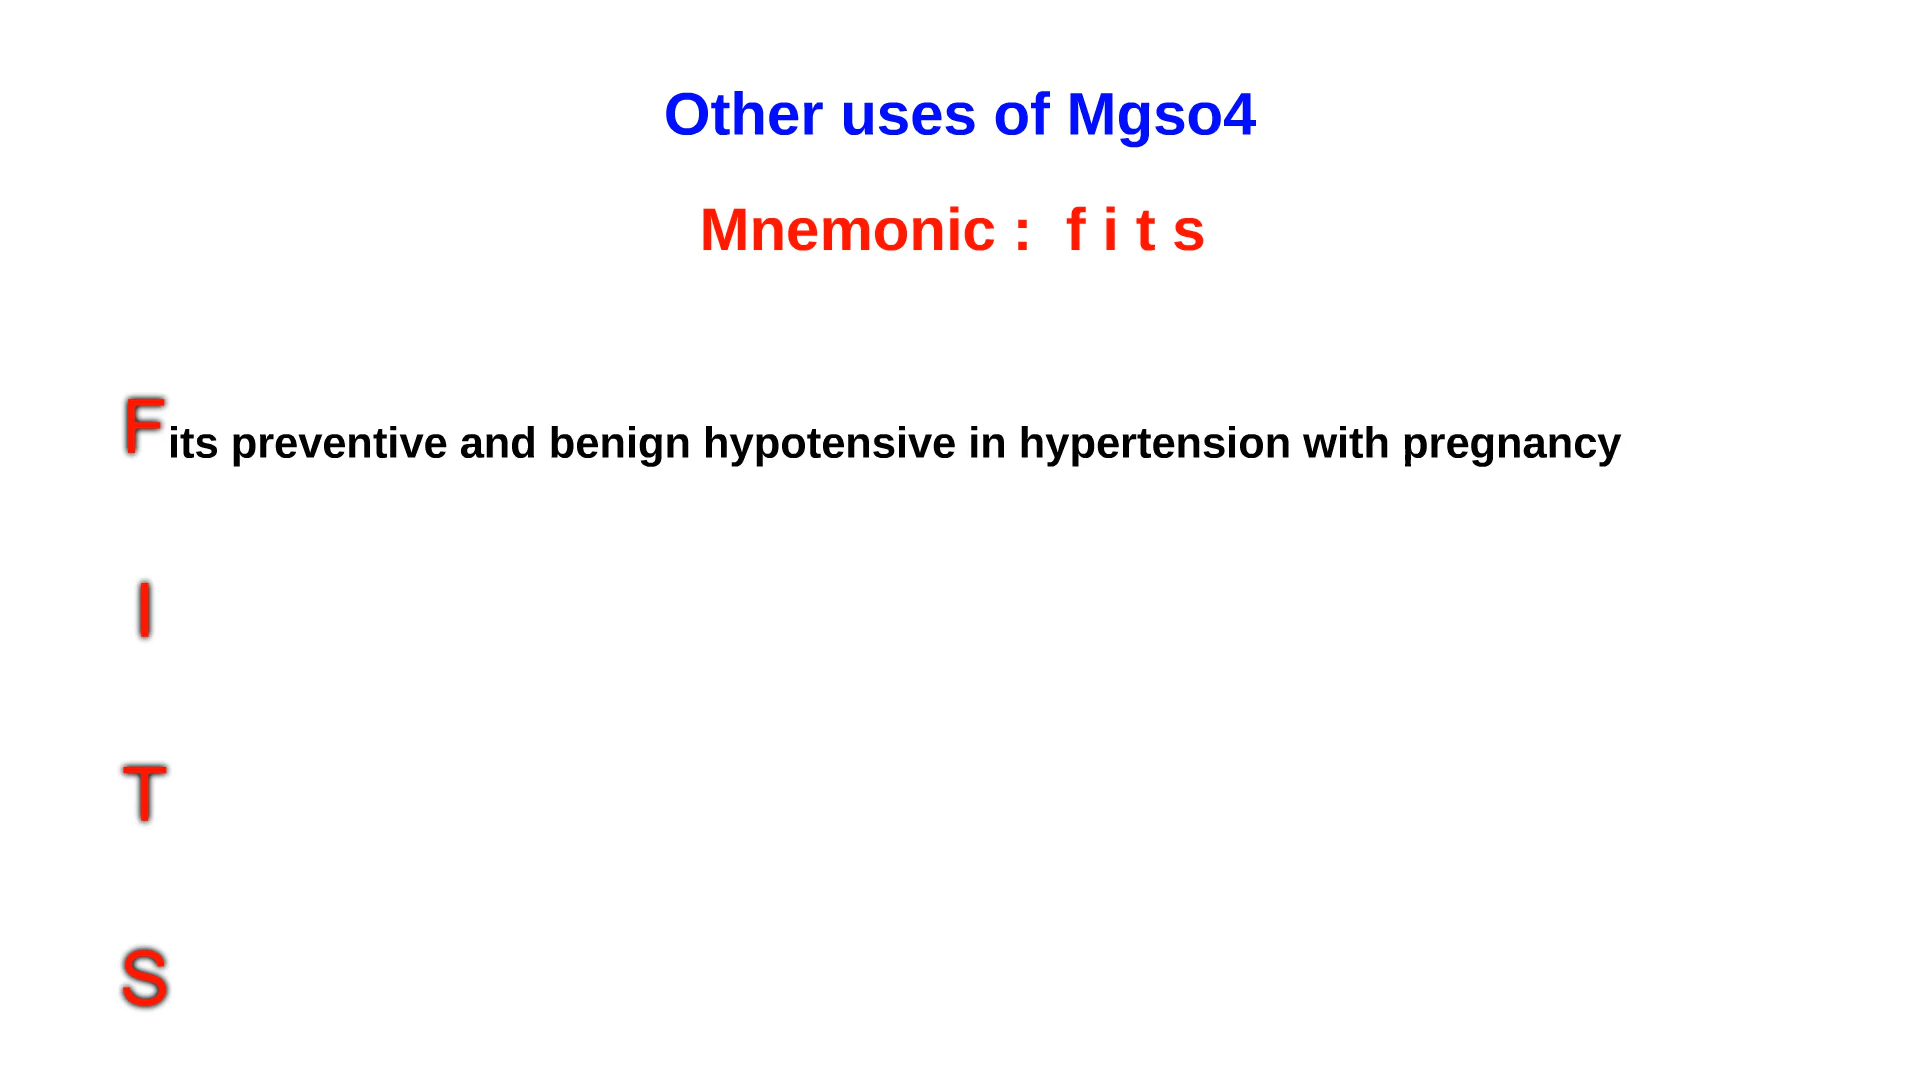 Other uses of Mgso4
Mnemonic : f i t s
Fits preventive and benign hypotensive in hypertension with pregnancy
I
T
S